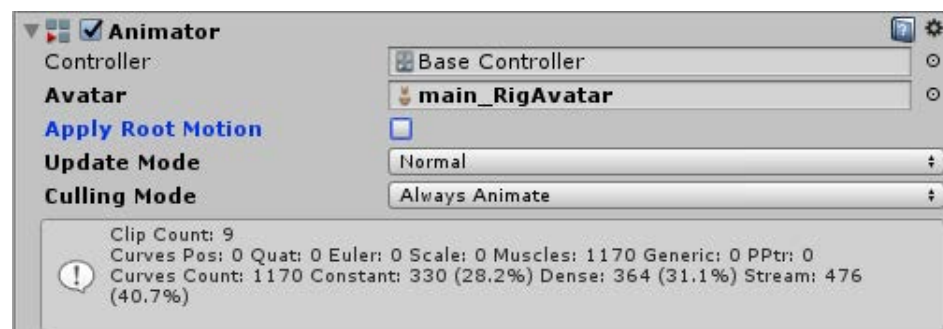 Animator
Controller Base Controller
Avatar main_RigAvatar
Apply Root Motion
Update Mode Normal
Culling Mode Always Animate
Clip Count: 9
Curves Pos: 0 Quat: 0 Euler: 0 Scale: 0 Muscles: 1170 Generic: 0 PPtr: 0
Curves Count: 1170 Constant: 330 (28.2%) Dense: 364 (31.1%) Stream: 476
(40.7%)